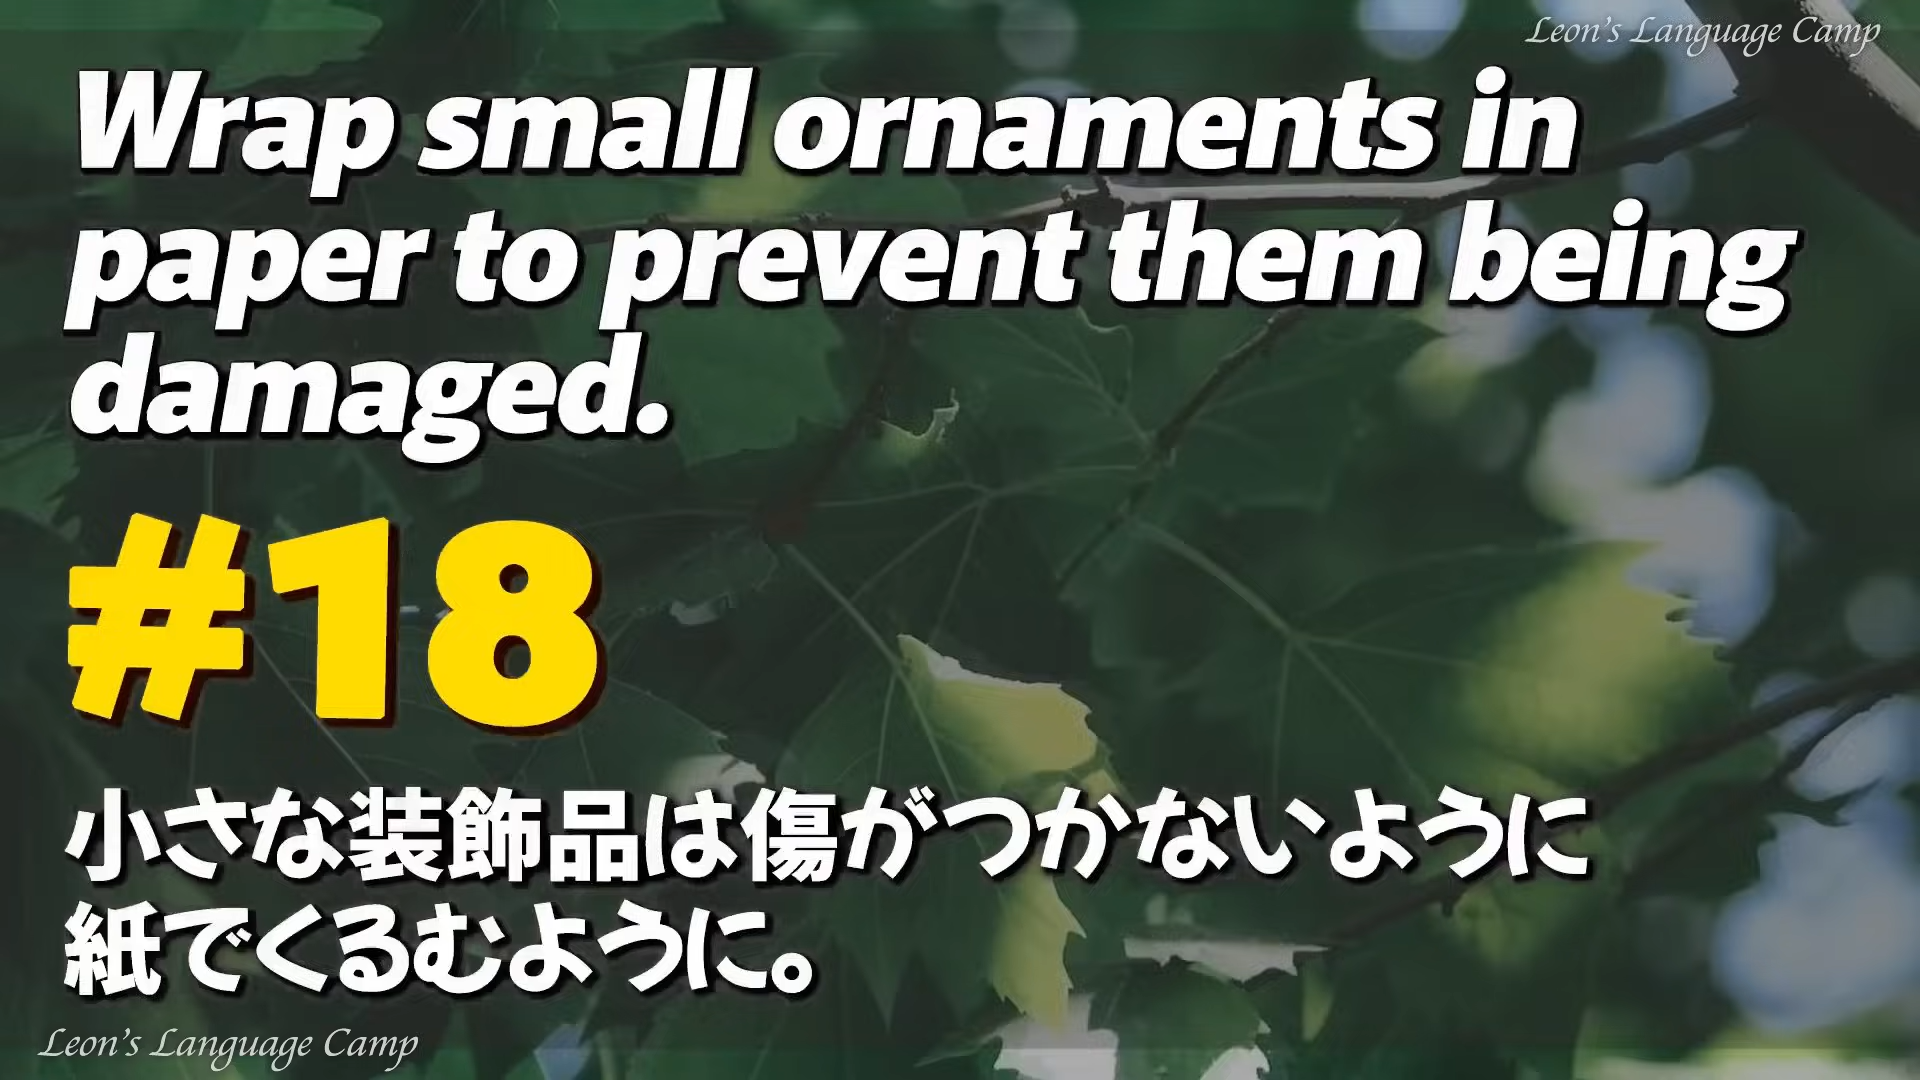 Leon's Language Camp
Wrap small ornaments in
paper to prevent them being
damaged.
#18
小さな装飾品は傷がつかないように
紙でくるむように。
Leon's Language Camp